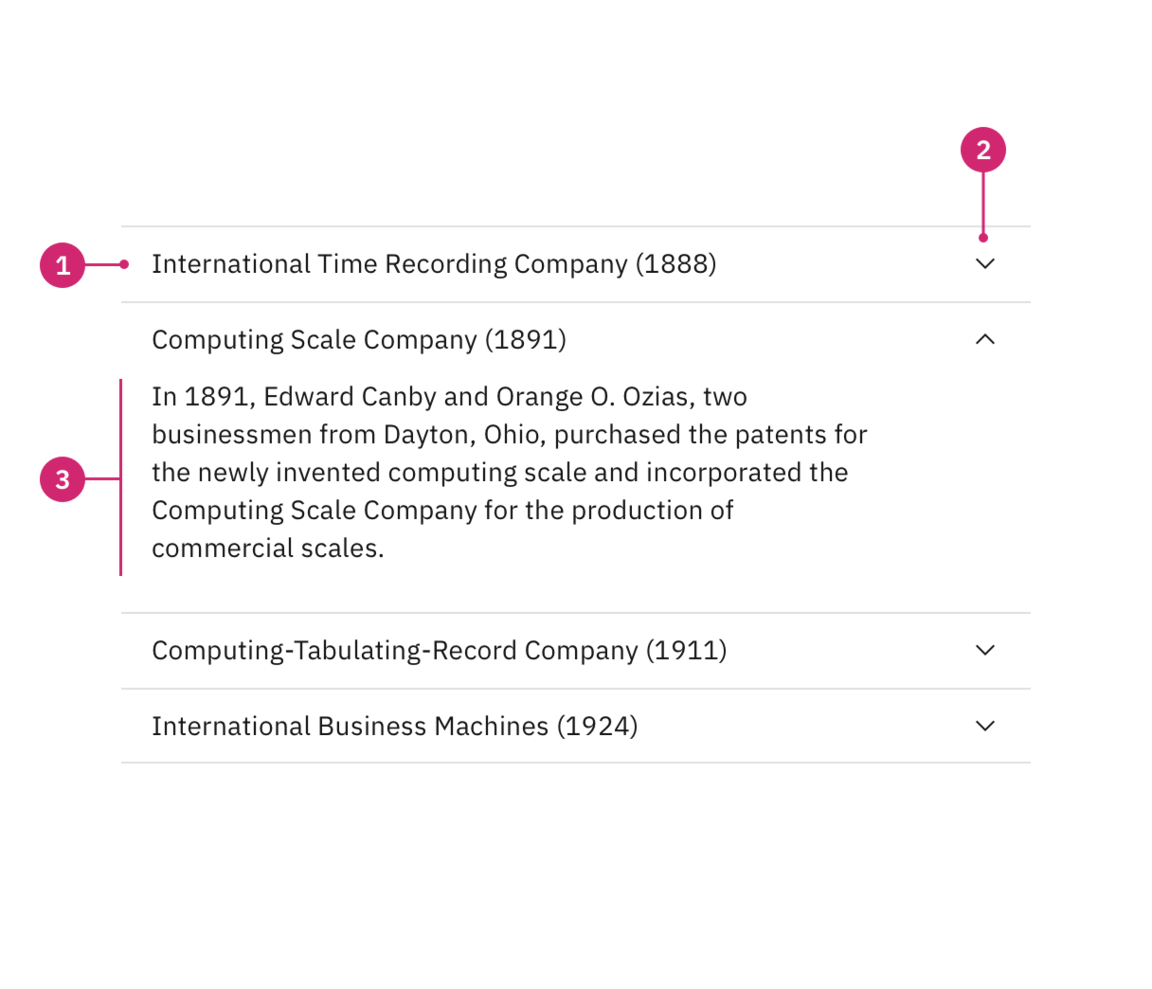 2
1 International Time Recording Company (1888)
Computing Scale Company (1891)
In 1891, Edward Canby and Orange O. Ozias, two
businessmen from Dayton, Ohio, purchased the patents for
3 the newly invented computing scale and incorporated the
Computing Scale Company for the production of
commercial scales.
Computing-Tabulating-Record Company (1911)
International Business Machines (1924)